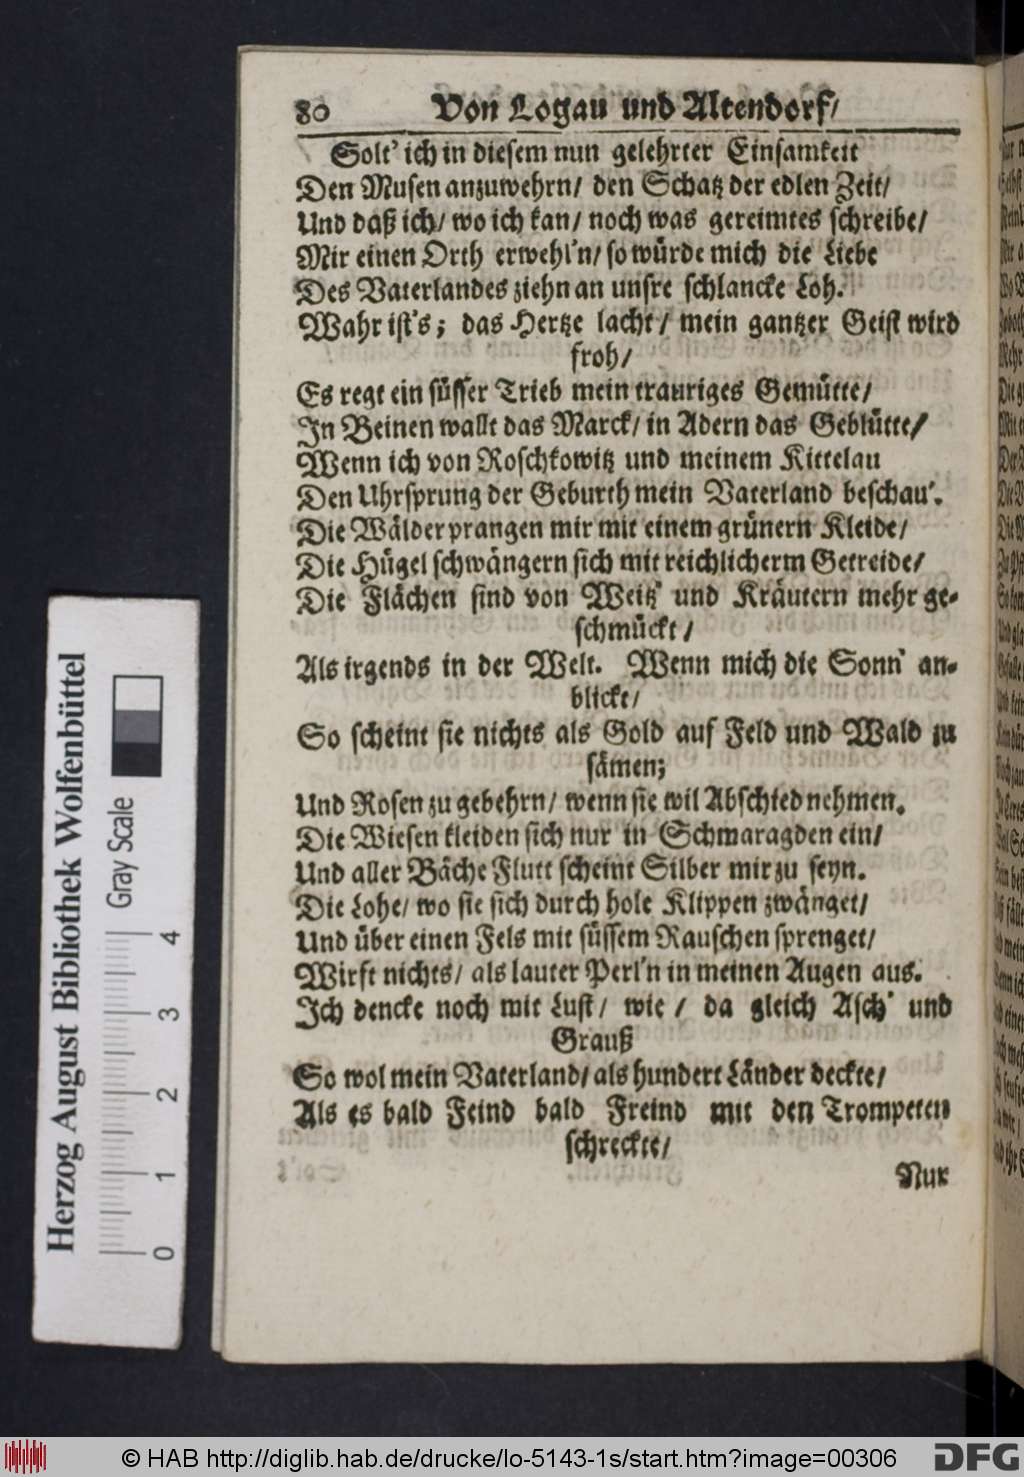 80 Von Logau und Altendorf/
Solt' ich in diesem nun gelehrter Einsamkeit
Den Musen anzuwehrn/ den Schatz der edlen Zeit/
Und daß ich/ wo ich kan/ noch was gereimtes schreibe/
Mir einen Orth erwehl'n/ so würde mich die Liebe
Des Vaterlandes ziehn an unsre schlancke Loh.
Wahr ist's; das Hertze lacht/ mein gantzer Geist wird
froh/
Es regt ein süsser Trieb mein trauriges Gemütte/
In Beinen wallt das Marck/ in Adern das Geblütte/
Wenn ich von Roschkowitz und meinem Kittelau
Den Uhrsprung der Geburth mein Vaterland beschau'.
Die Wälder prangen mir mit einem grünern Kleide/
Die Hügel schwängern sich mit reichlicherm Getreide/
Die Flächen sind von Weitz' und Kräutern mehr ge-
schmückt/
Als irgends in der Welt. Wenn mich die Sonn' an-
blickt/
So scheint sie nichts als Gold auf Feld und Wald zu
sämen;
Und Rosen zu gebehrn/ wenn sie wil Abschied nehmen.
Die Wiesen kleiden sich nur in Schmaragden ein/
Und aller Bäche Flutt scheint Silber mir zu seyn.
Die Lohe/ wo sie sich durch hole Klippen zwänget/
Und über einen Fels mit süssem Rauschen sprenget/
Wirft nichts/ als lauter Perl'n in meinen Augen aus.
Ich dencke noch mit Lust/ wie/ da gleich Asch' und
Grauß
So wol mein Vaterland/ als hundert Länder deckte/
Als es bald Feind bald Freind mit den Trompeten
schreckte/
Nur
Herzog August Bibliothek Wolfenbüttel
Gray Scale
0 1 2 3 4
© HAB http://diglib.hab.de/drucke/lo-5143-1s/start.htm?image=00306
DFG